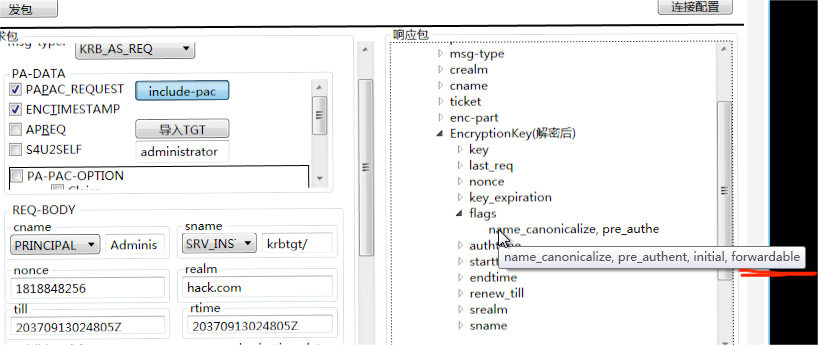 发包
连接配置
求包
响应包
msg-type:
KRB_AS_REQ
PA-DATA
PAPAC_REQUEST
include-pac
ENCTIMESTAMP
APREQ
导入TGT
S4U2SELF
administrator
PA-PAC-OPTION
Claim
REQ-BODY
cname
sname
PRINCIPAL
Adminis
SRV_INS
krbtgt/
nonce
realm
1818848256
hack.com
till
rtime
20370913024805Z
20370913024805Z
msg-type
crealm
cname
ticket
enc-part
EncryptionKey(解密后)
key
last_req
nonce
key_expiration
flags
name_canonicalize, pre_authe
name_canonicalize, pre_authent, initial, forwardable
endtime
renew_till
srealm
sname